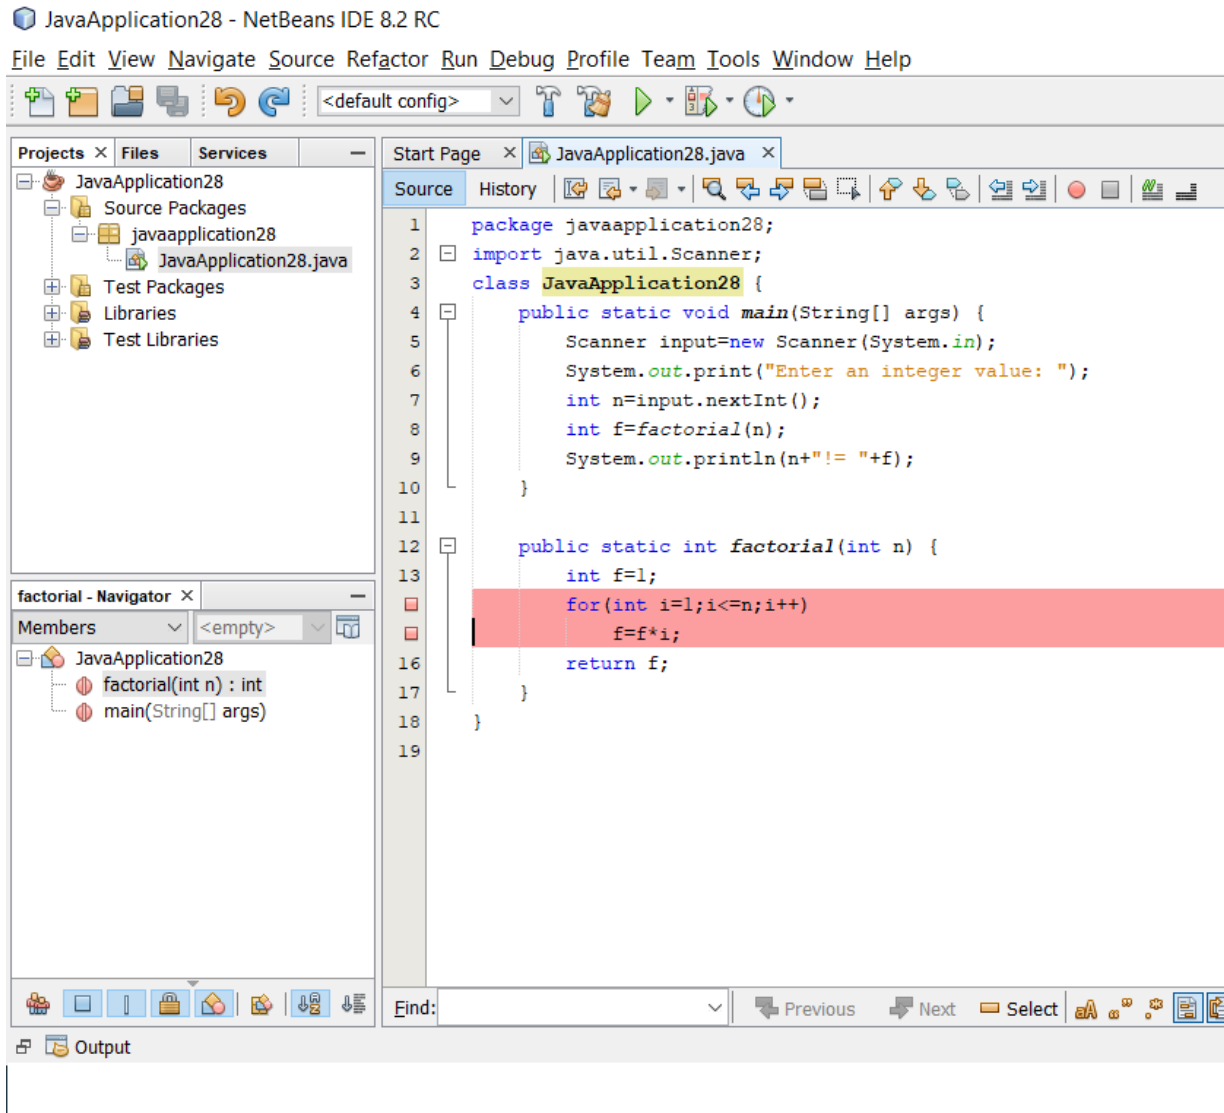 JavaApplication28 - NetBeans IDE 8.2 RC
File Edit View Navigate Source Refactor Run Debug Profile Team Tools Window Help
<default config>
Projects Files Services
JavaApplication28
Source Packages
javaapplication28
JavaApplication28.java
Test Packages
Libraries
Test Libraries
factorial - Navigator
Members <empty>
JavaApplication28
factorial(int n) : int
main(String[] args)
Start Page JavaApplication28.java
Source History
1 package javaapplication28;
2 import java.util.Scanner;
3 class JavaApplication28 {
4 public static void main(String[] args) {
5 Scanner input=new Scanner(System.in);
6 System.out.print("Enter an integer value: ");
7 int n=input.nextInt();
8 int f=factorial(n);
9 System.out.println(n+"!= "+f);
10 }
11
12 public static int factorial(int n) {
13 int f=1;
for(int i=1;i<=n;i++)
f=f*i;
16 return f;
17 }
18 }
19
Find: Previous Next Select
Output